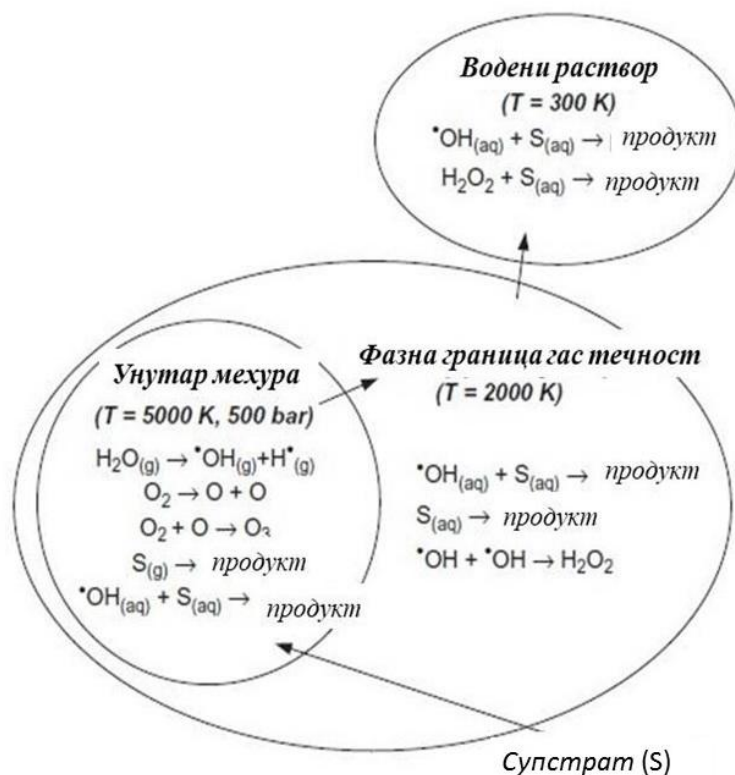 Водени раствор
(T = 300 K)
•OH(aq) + S(aq) → продукт
H₂O₂ + S(aq) → продукт
Унутар мехура
(T = 5000 K, 500 bar)
H₂O(g) → •OH(g)+H•(g)
O₂ → O + O
O₂ + O → O₃
S(g) → продукт
•OH(aq) + S(aq) → продукт
Фазна граница гас течност
(T = 2000 K)
•OH(aq) + S(aq) → продукт
S(aq) → продукт
•OH + •OH → H₂O₂
Супстрат (S)